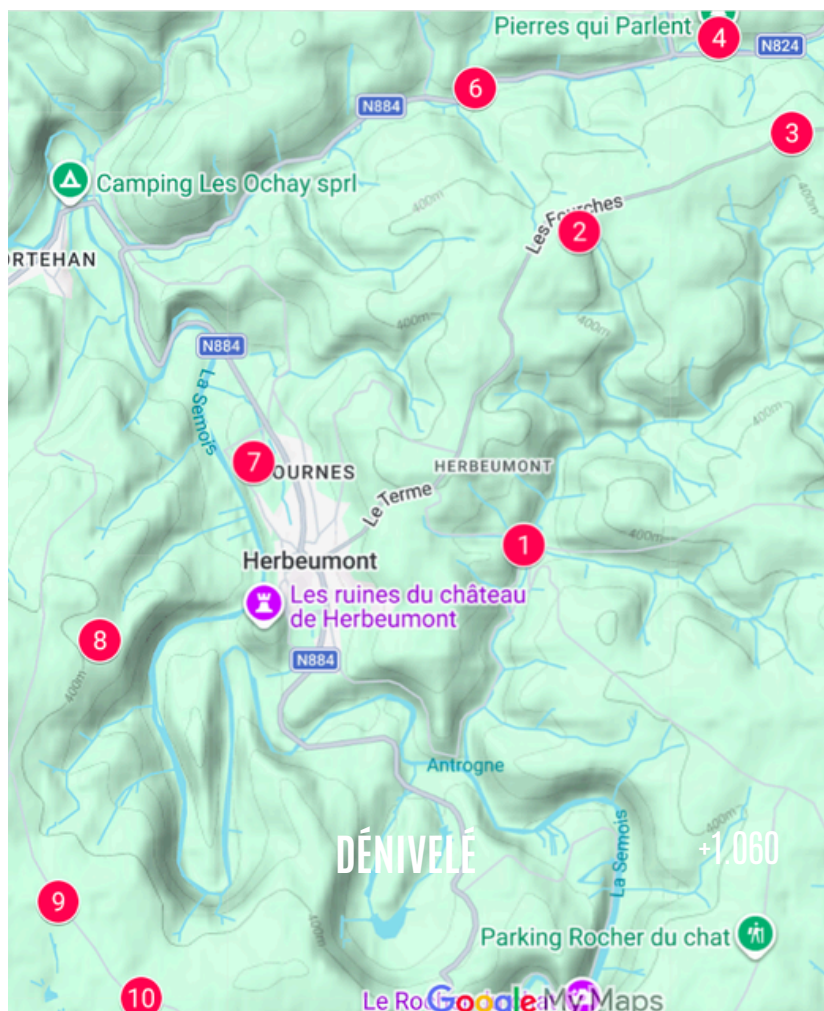 Pierres qui Parlent
4
N824
6
N884
3
Camping Les Ochay sprl
400m
Les Fourches
2
ORTEHAN
400m
400m
N884
La Semois
400m
7
OURNES
HERBEUMONT
Le Terme
1
400m
Herbeumont
Les ruines du château
de Herbeumont
8
N884
400m
Antrogne
La Semois
400m
DÉNIVELÉ
+1.060
9
400m
Parking Rocher du chat
10
Google My Maps